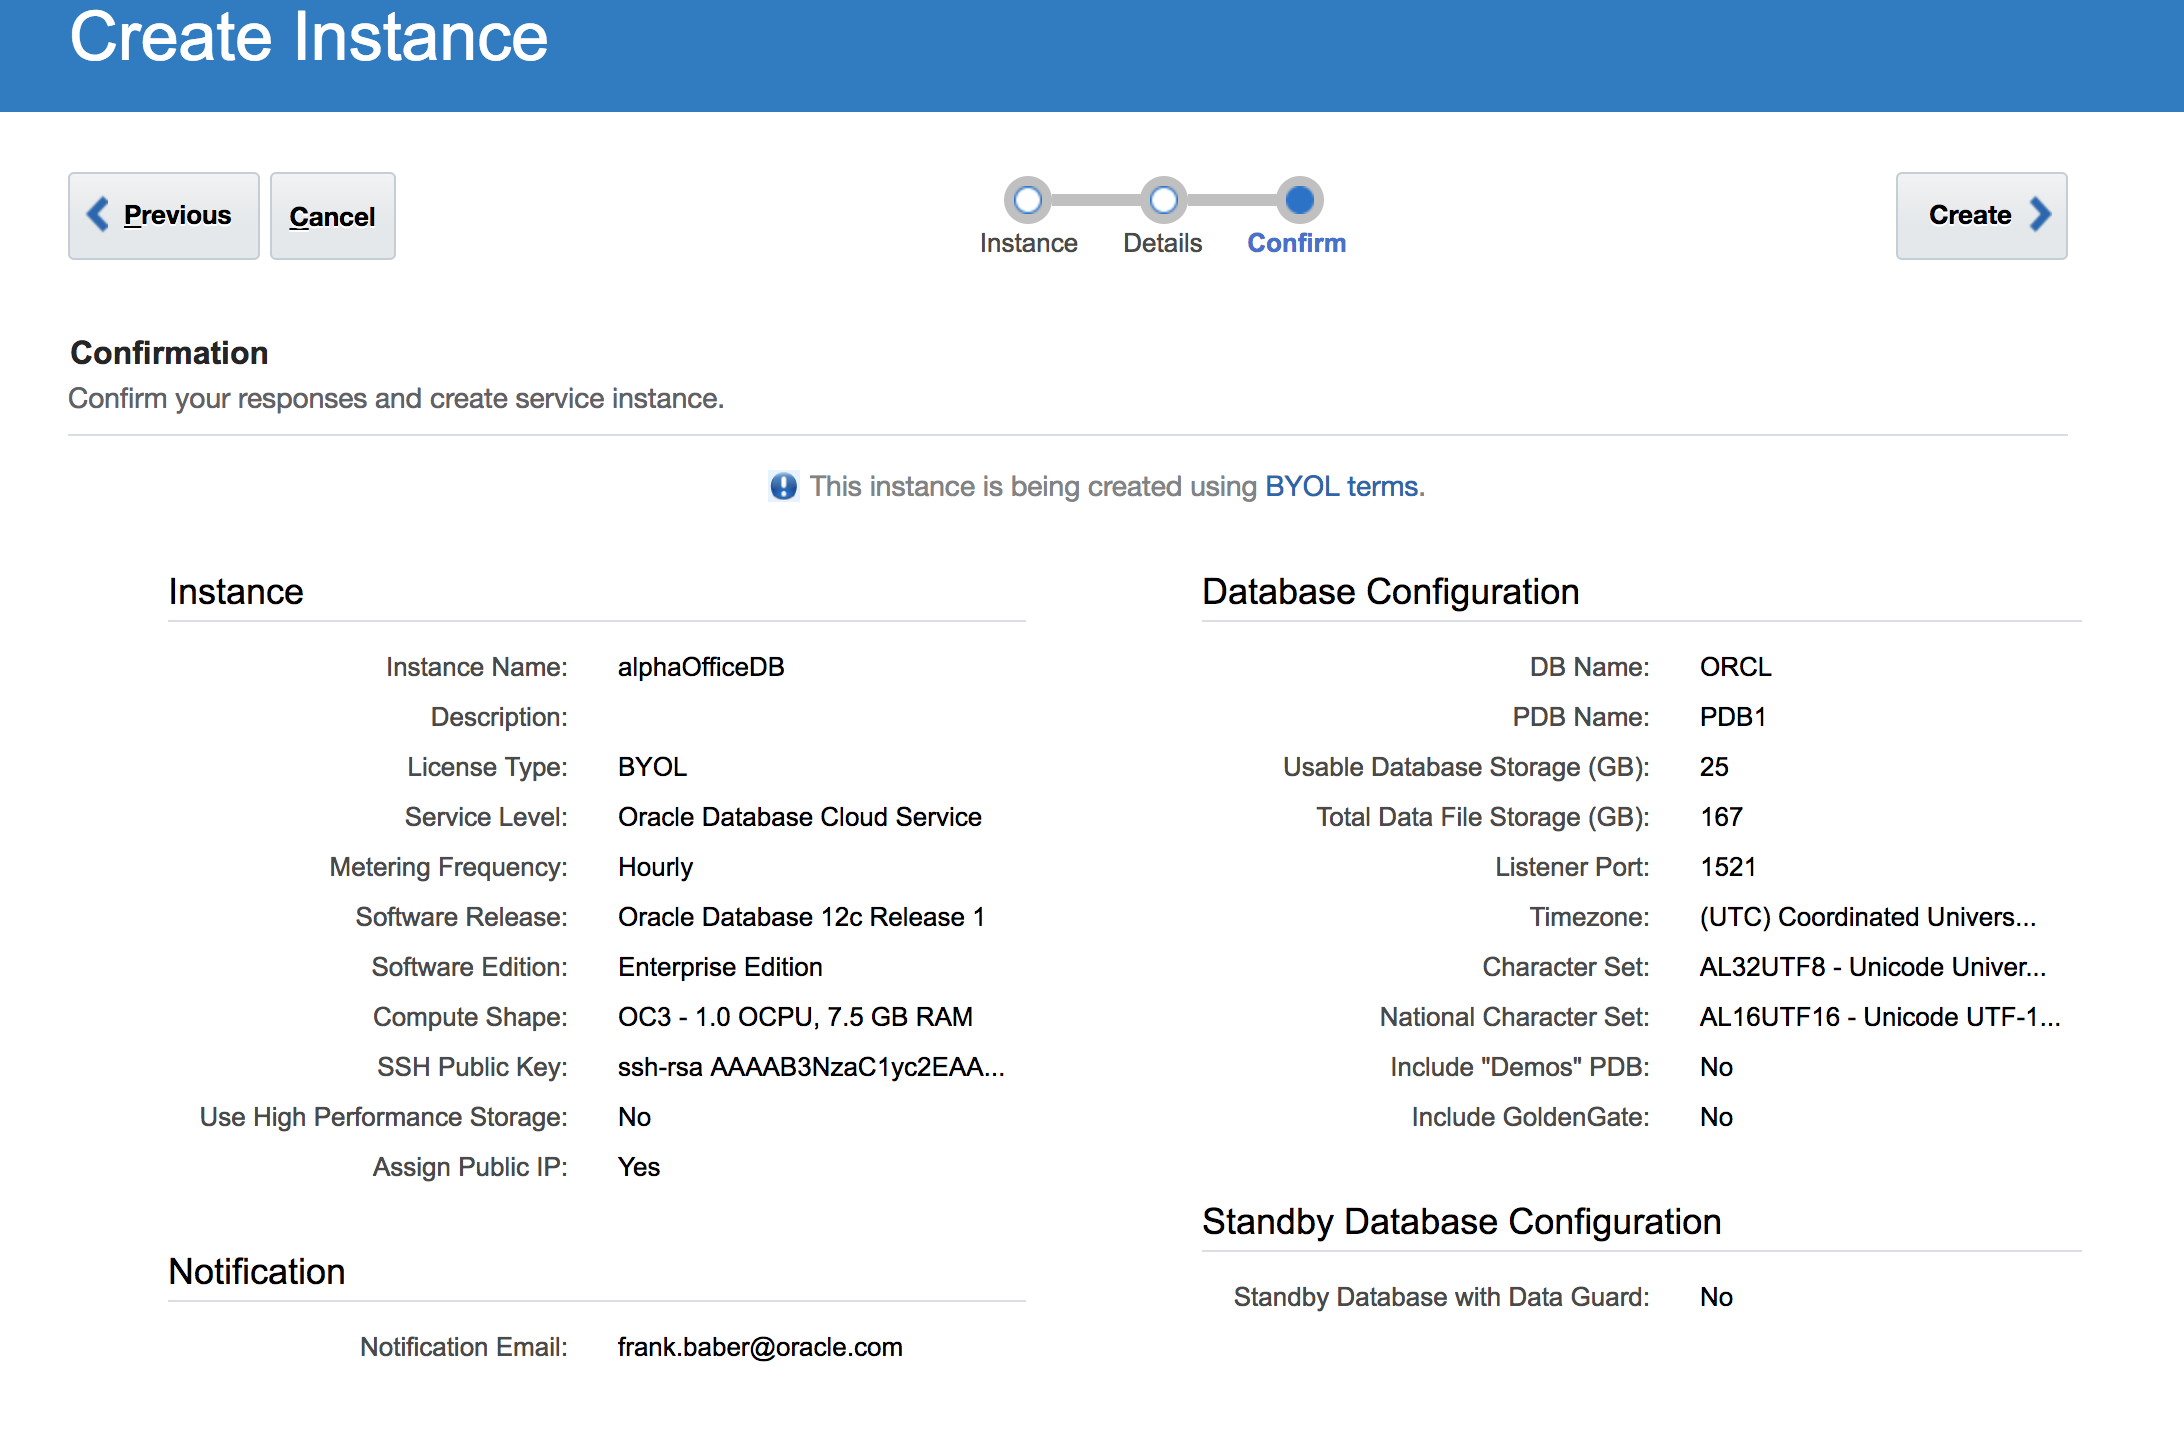 Create Instance
Previous
Cancel
Create
Instance
Details
Confirm
Confirmation
Confirm your responses and create service instance.
This instance is being created using BYOL terms.
Instance
Instance Name: alphaOfficeDB
Description:
License Type: BYOL
Service Level: Oracle Database Cloud Service
Metering Frequency: Hourly
Software Release: Oracle Database 12c Release 1
Software Edition: Enterprise Edition
Compute Shape: OC3 - 1.0 OCPU, 7.5 GB RAM
SSH Public Key: ssh-rsa AAAAB3NzaC1yc2EAA...
Use High Performance Storage: No
Assign Public IP: Yes
Notification
Notification Email: frank.baber@oracle.com
Database Configuration
DB Name: ORCL
PDB Name: PDB1
Usable Database Storage (GB): 25
Total Data File Storage (GB): 167
Listener Port: 1521
Timezone: (UTC) Coordinated Univers...
Character Set: AL32UTF8 - Unicode Univer...
National Character Set: AL16UTF16 - Unicode UTF-1...
Include "Demos" PDB: No
Include GoldenGate: No
Standby Database Configuration
Standby Database with Data Guard: No